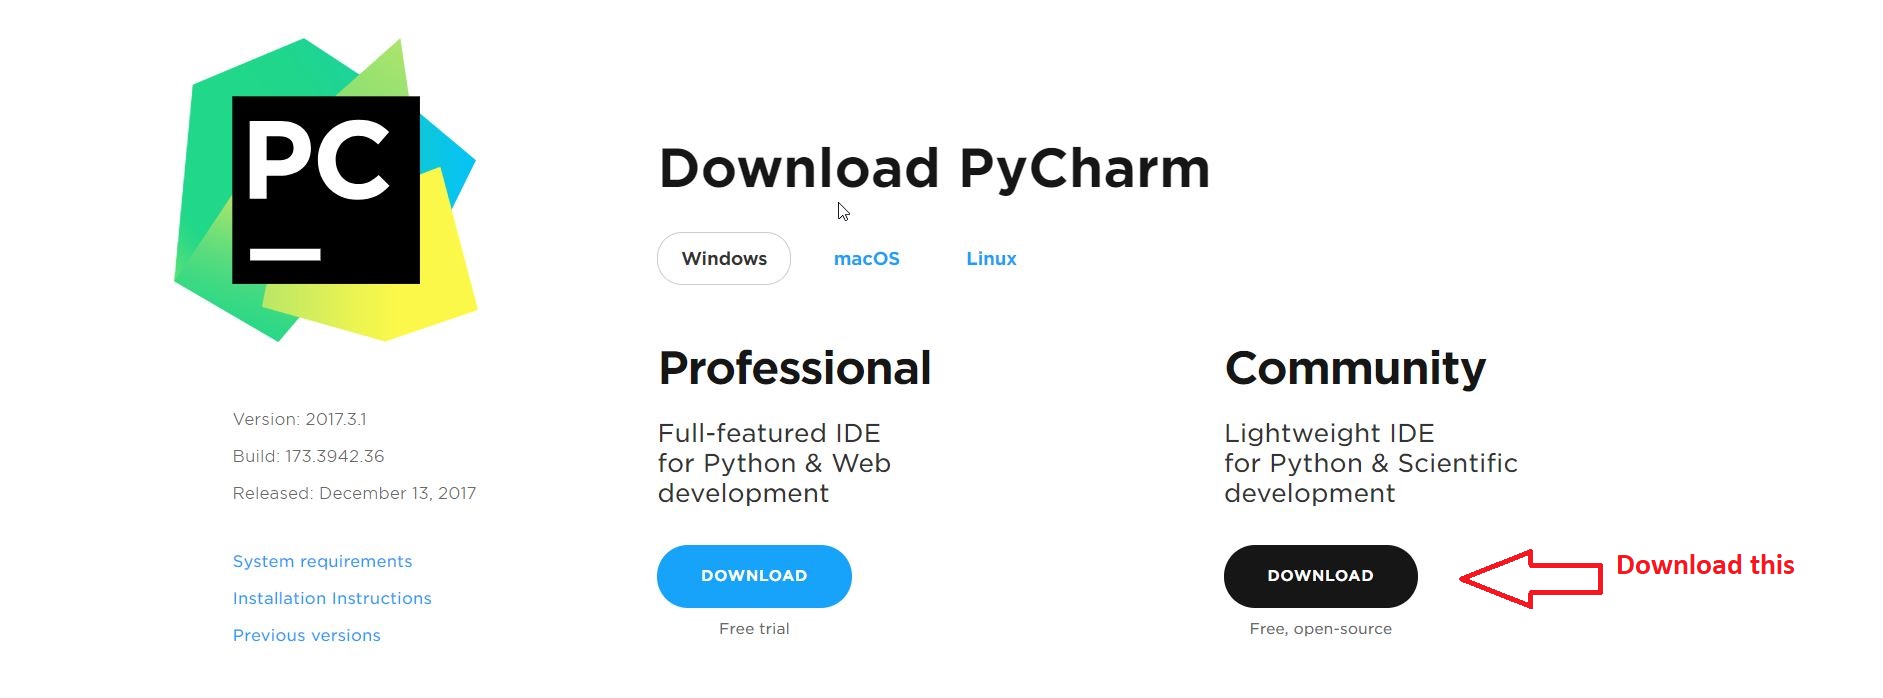 PC
Download PyCharm
Windows macOS Linux
Professional
Full-featured IDE
for Python & Web
development
DOWNLOAD
Free trial
Community
Lightweight IDE
for Python & Scientific
development
DOWNLOAD
Free, open-source
Download this
Version: 2017.3.1
Build: 173.3942.36
Released: December 13, 2017
System requirements
Installation Instructions
Previous versions